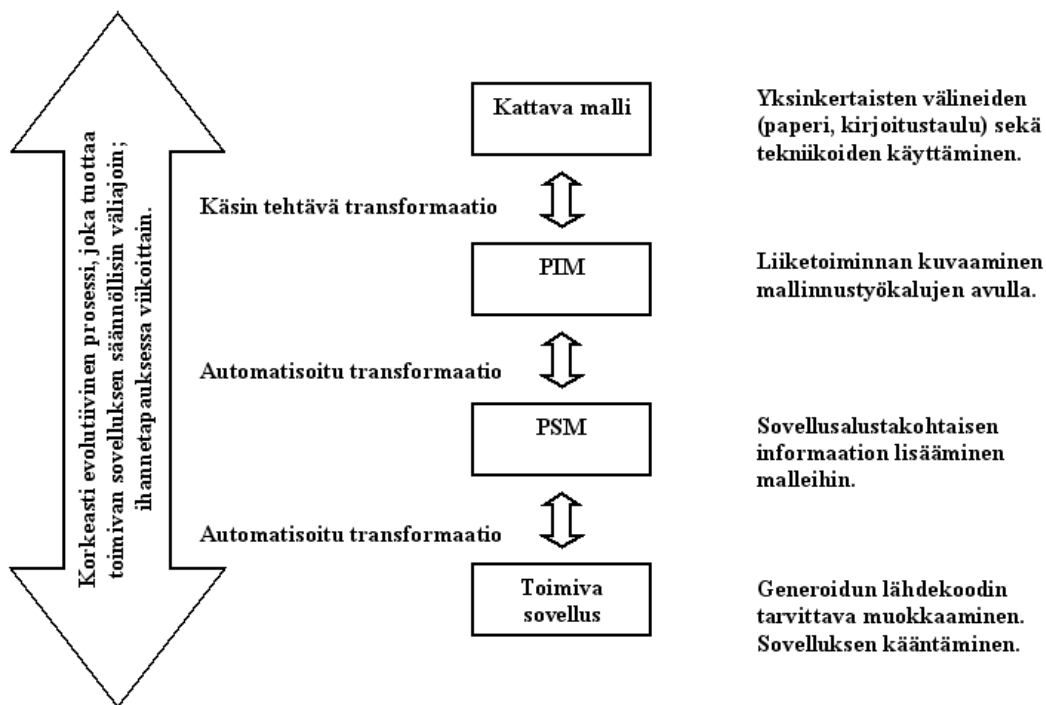 Korkeasti evolutiivinen prosessi, joka tuottaa
toimivan sovelluksen säännöllisin väliajoin;
ihannetapauksessa viikoittain.
Kattava malli
Yksinkertaisten välineiden
(paperi, kirjoitustaulu) sekä
tekniikoiden käyttäminen.
Käsin tehtävä transformaatio
PIM
Liiketoiminnan kuvaaminen
mallinnustyökalujen avulla.
Automatisoitu transformaatio
PSM
Sovellusalustakohtaisen
informaation lisääminen
malleihin.
Automatisoitu transformaatio
Toimiva
sovellus
Generoidun lähdekoodin
tarvittava muokkaaminen.
Sovelluksen kääntäminen.